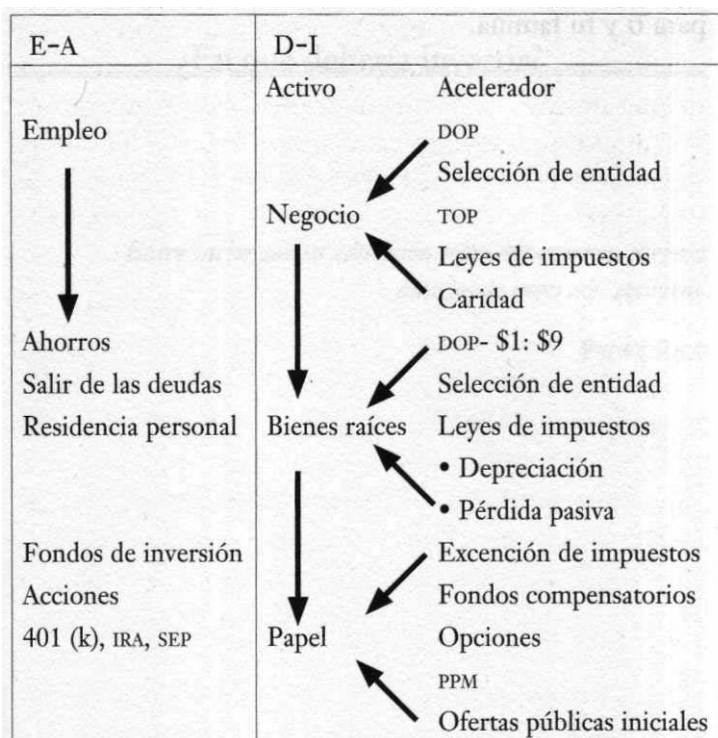 E-A D-I
Activo Acelerador
Empleo DOP
Selección de entidad
Negocio TOP
Leyes de impuestos
Caridad
Ahorros DOP- $1: $9
Salir de las deudas Selección de entidad
Residencia personal Bienes raíces Leyes de impuestos
• Depreciación
• Pérdida pasiva
Fondos de inversión Excención de impuestos
Acciones Fondos compensatorios
401 (k), IRA, SEP Papel Opciones
PPM
Ofertas públicas iniciales